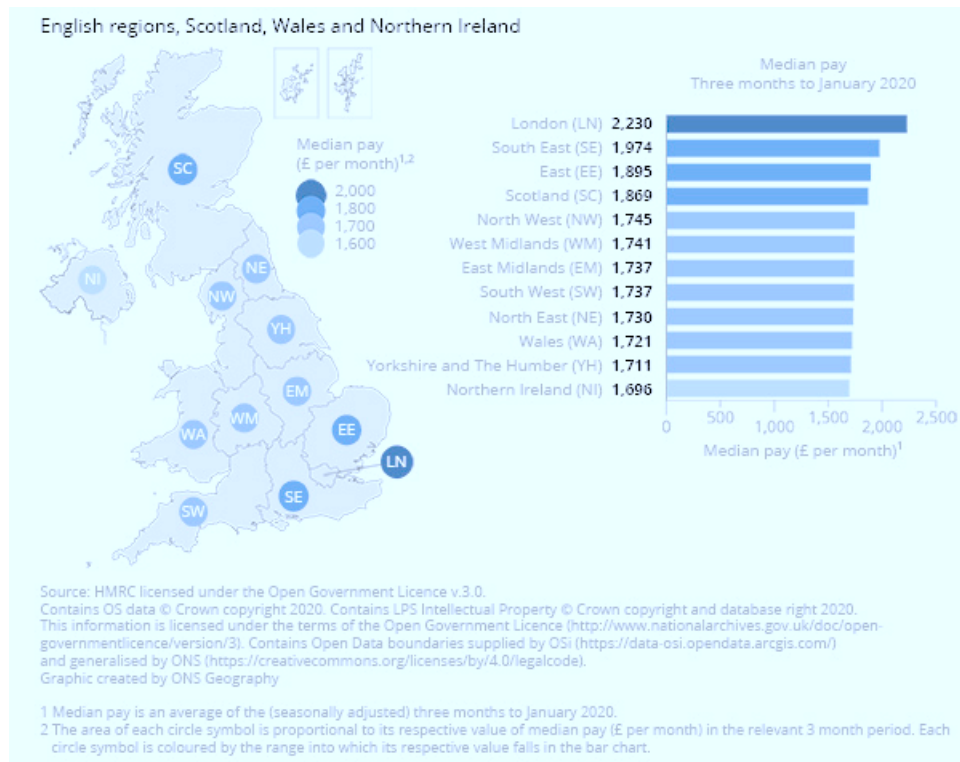 English regions, Scotland, Wales and Northern Ireland
Median pay
Three months to January 2020
Median pay
(£ per month)1,2
2,000
1,800
1,700
1,600
London (LN) 2,230
South East (SE) 1,974
East (EE) 1,895
Scotland (SC) 1,869
North West (NW) 1,745
West Midlands (WM) 1,741
East Midlands (EM) 1,737
South West (SW) 1,737
North East (NE) 1,730
Wales (WA) 1,721
Yorkshire and The Humber (YH) 1,711
Northern Ireland (NI) 1,696
0 500 1,000 1,500 2,000 2,500
Median pay (£ per month)1
SC
NE
NI
NW
YH
EM
WM
WA
EE
LN
SE
SW
Source: HMRC licensed under the Open Government Licence v.3.0.
Contains OS data © Crown copyright 2020. Contains LPS Intellectual Property © Crown copyright and database right 2020.
This information is licensed under the terms of the Open Government Licence (http://www.nationalarchives.gov.uk/doc/open-
governmentlicence/version/3). Contains Open Data boundaries supplied by OSi (https://data-osi.opendata.arcgis.com/)
and generalised by ONS (https://creativecommons.org/licenses/by/4.0/legalcode).
Graphic created by ONS Geography
1 Median pay is an average of the (seasonally adjusted) three months to January 2020.
2 The area of each circle symbol is proportional to its respective value of median pay (£ per month) in the relevant 3 month period. Each
circle symbol is coloured by the range into which its respective value falls in the bar chart.